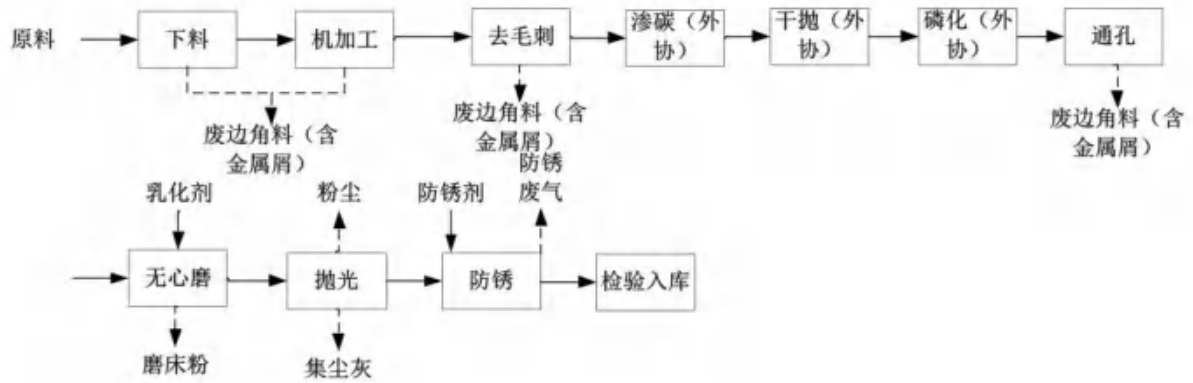 原料
下料
机加工
去毛刺
渗碳（外
协）
干抛（外
协）
磷化（外
协）
通孔
废边角料（含
金属屑）
废边角料（含
金属屑）
废边角料（含
金属屑）
乳化剂
粉尘
防锈剂
防锈
废气
无心磨
抛光
防锈
检验入库
磨床粉
集尘灰